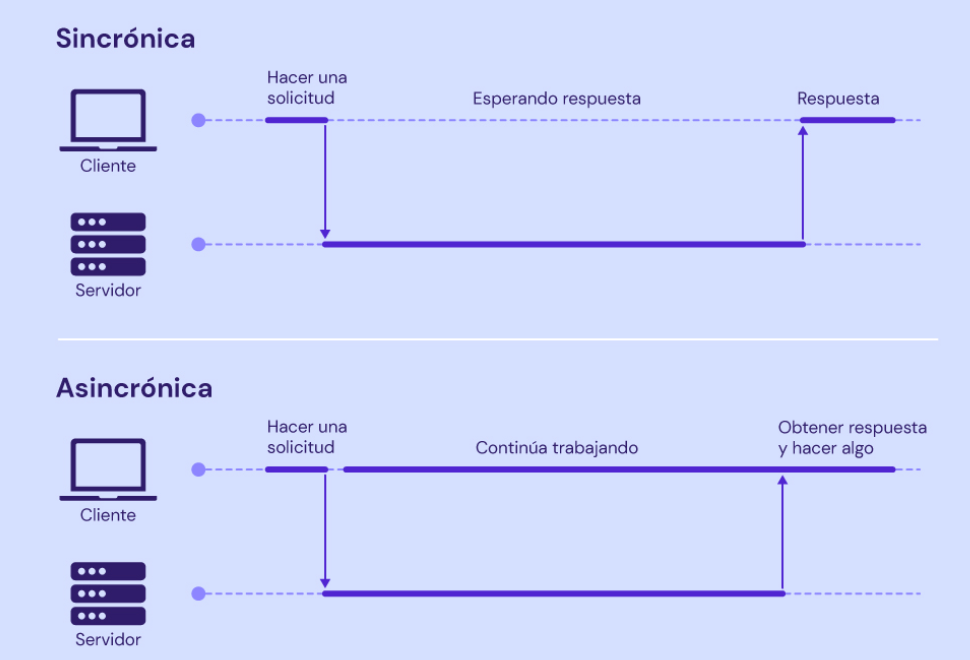 Sincrónica
Hacer una
solicitud
Esperando respuesta
Respuesta
Cliente
Servidor
Asincrónica
Hacer una
solicitud
Continúa trabajando
Obtener respuesta
y hacer algo
Cliente
Servidor